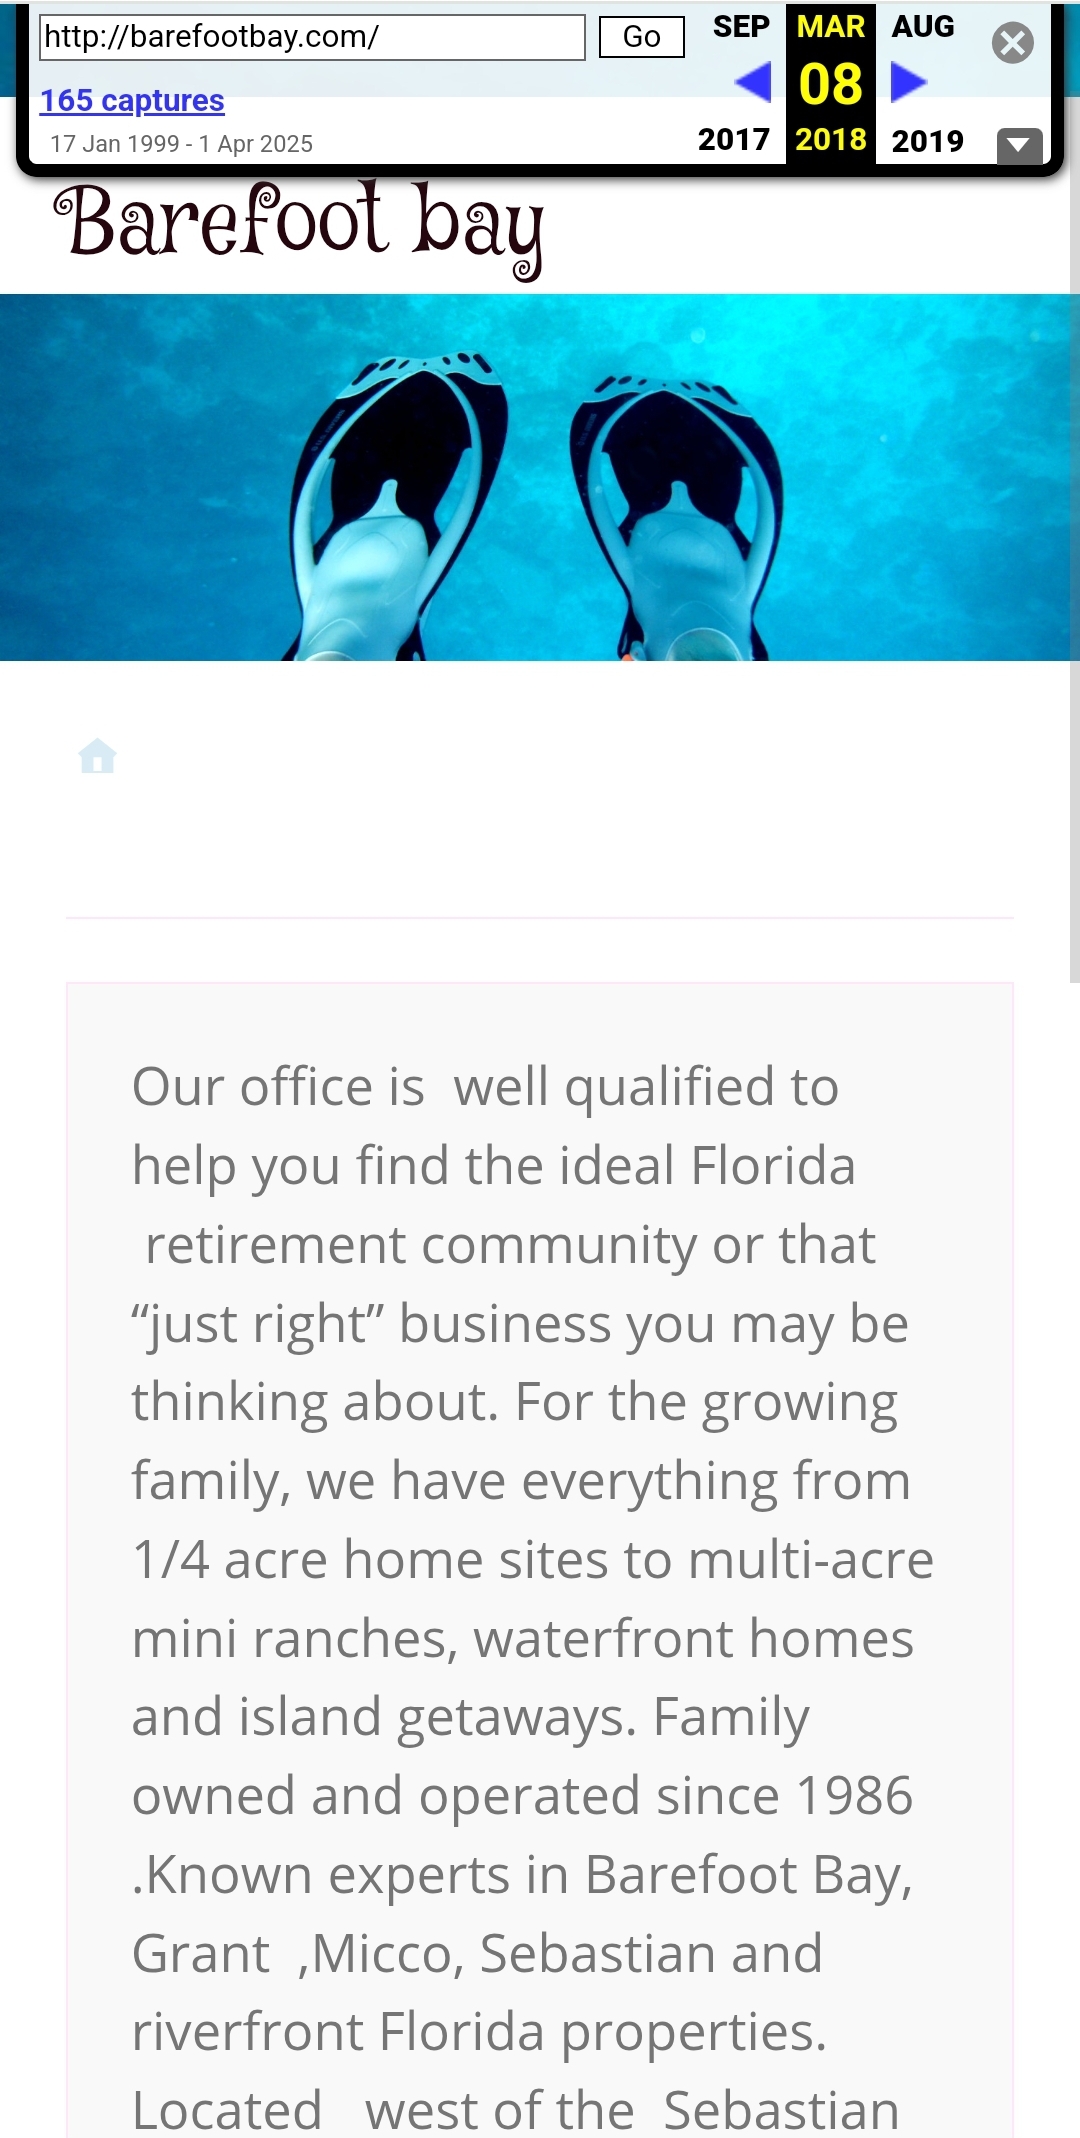 http://barefootbay.com/
Go
SEP MAR AUG
165 captures
08
17 Jan 1999 - 1 Apr 2025
2017 2018 2019
Barefoot bay
Our office is  well qualified to
help you find the ideal Florida
retirement community or that
“just right” business you may be
thinking about. For the growing
family, we have everything from
1/4 acre home sites to multi-acre
mini ranches, waterfront homes
and island getaways. Family
owned and operated since 1986
.Known experts in Barefoot Bay,
Grant  ,Micco, Sebastian and
riverfront Florida properties.
Located   west of the  Sebastian